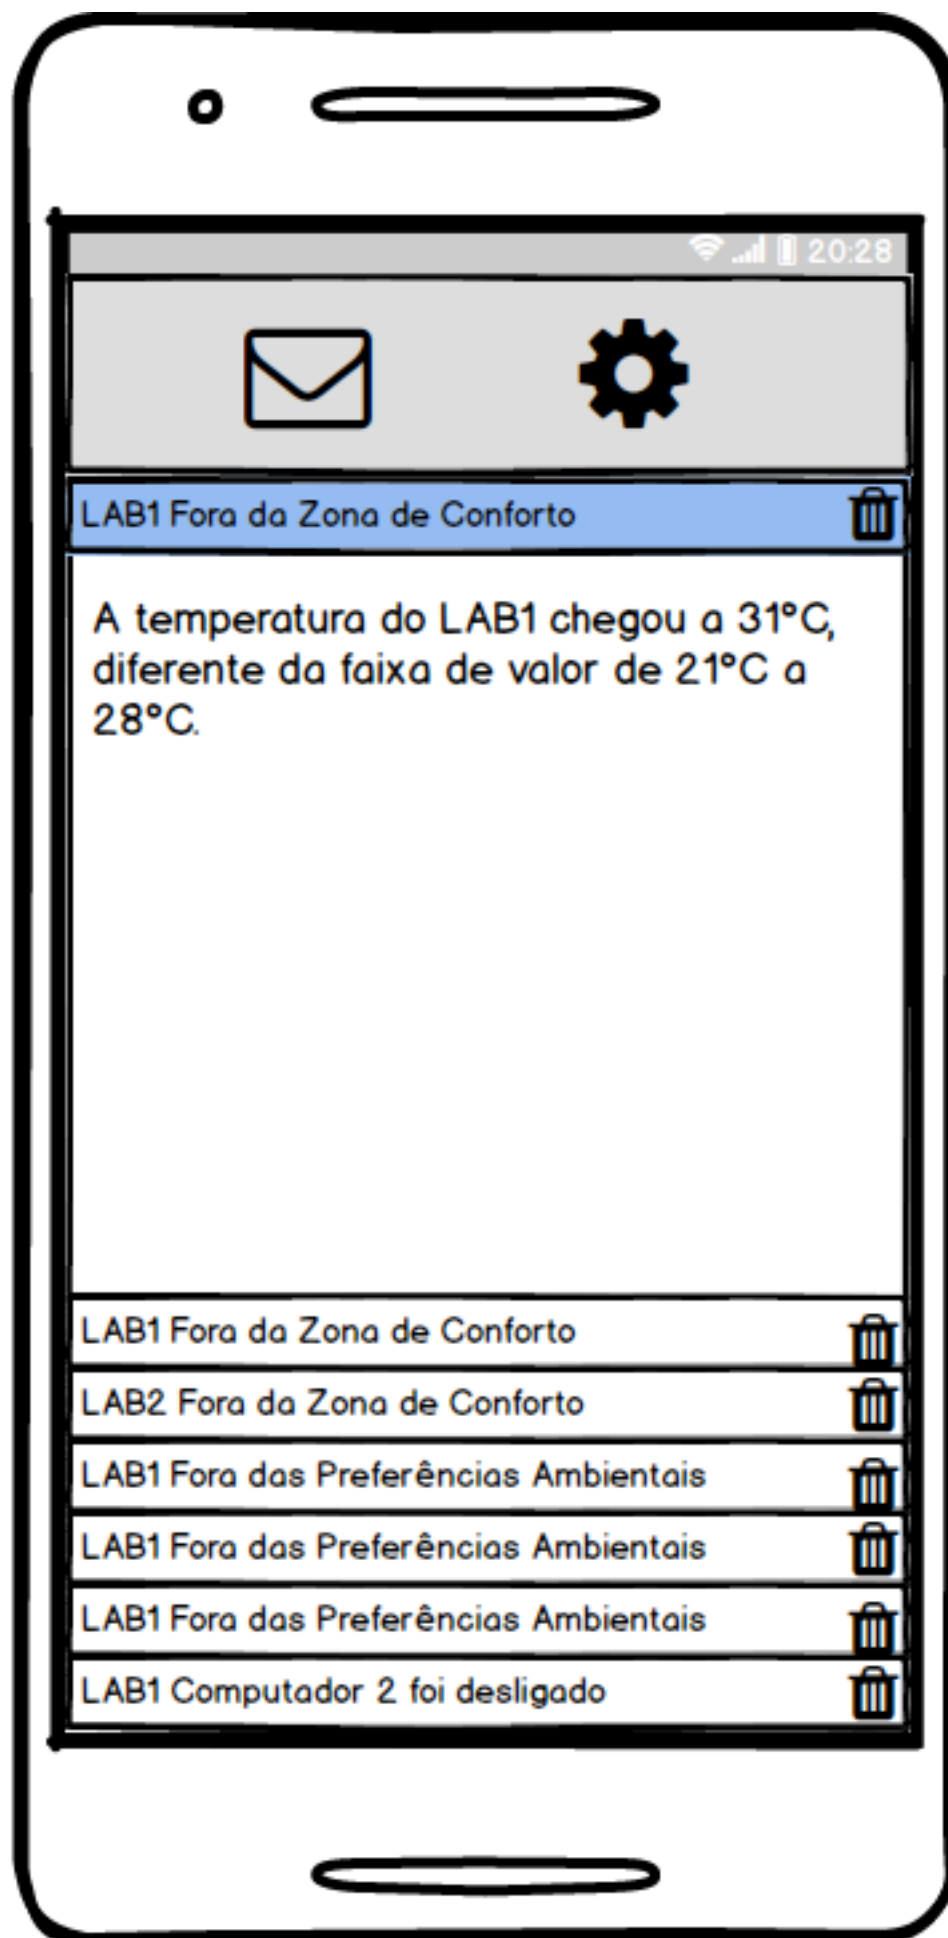 20:28
LAB1 Fora da Zona de Conforto
A temperatura do LAB1 chegou a 31°C,
diferente da faixa de valor de 21°C a
28°C.
LAB1 Fora da Zona de Conforto
LAB2 Fora da Zona de Conforto
LAB1 Fora das Preferências Ambientais
LAB1 Fora das Preferências Ambientais
LAB1 Fora das Preferências Ambientais
LAB1 Computador 2 foi desligado